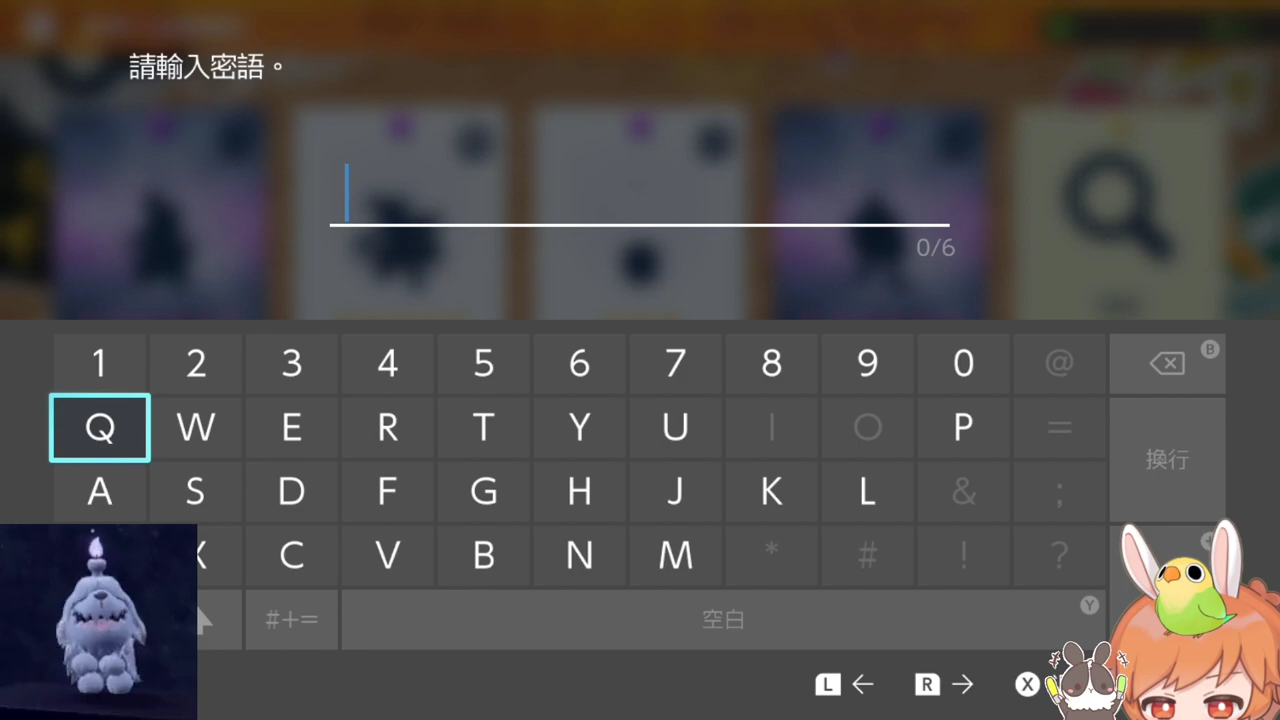 請輸入密語。
0/6
1 2 3 4 5 6 7 8 9 0 @ B
Q W E R T Y U I O P =
換行
A S D F G H J K L & ;
X C V B N M * # ! ?
#+= 空白 Y
L ← R → X